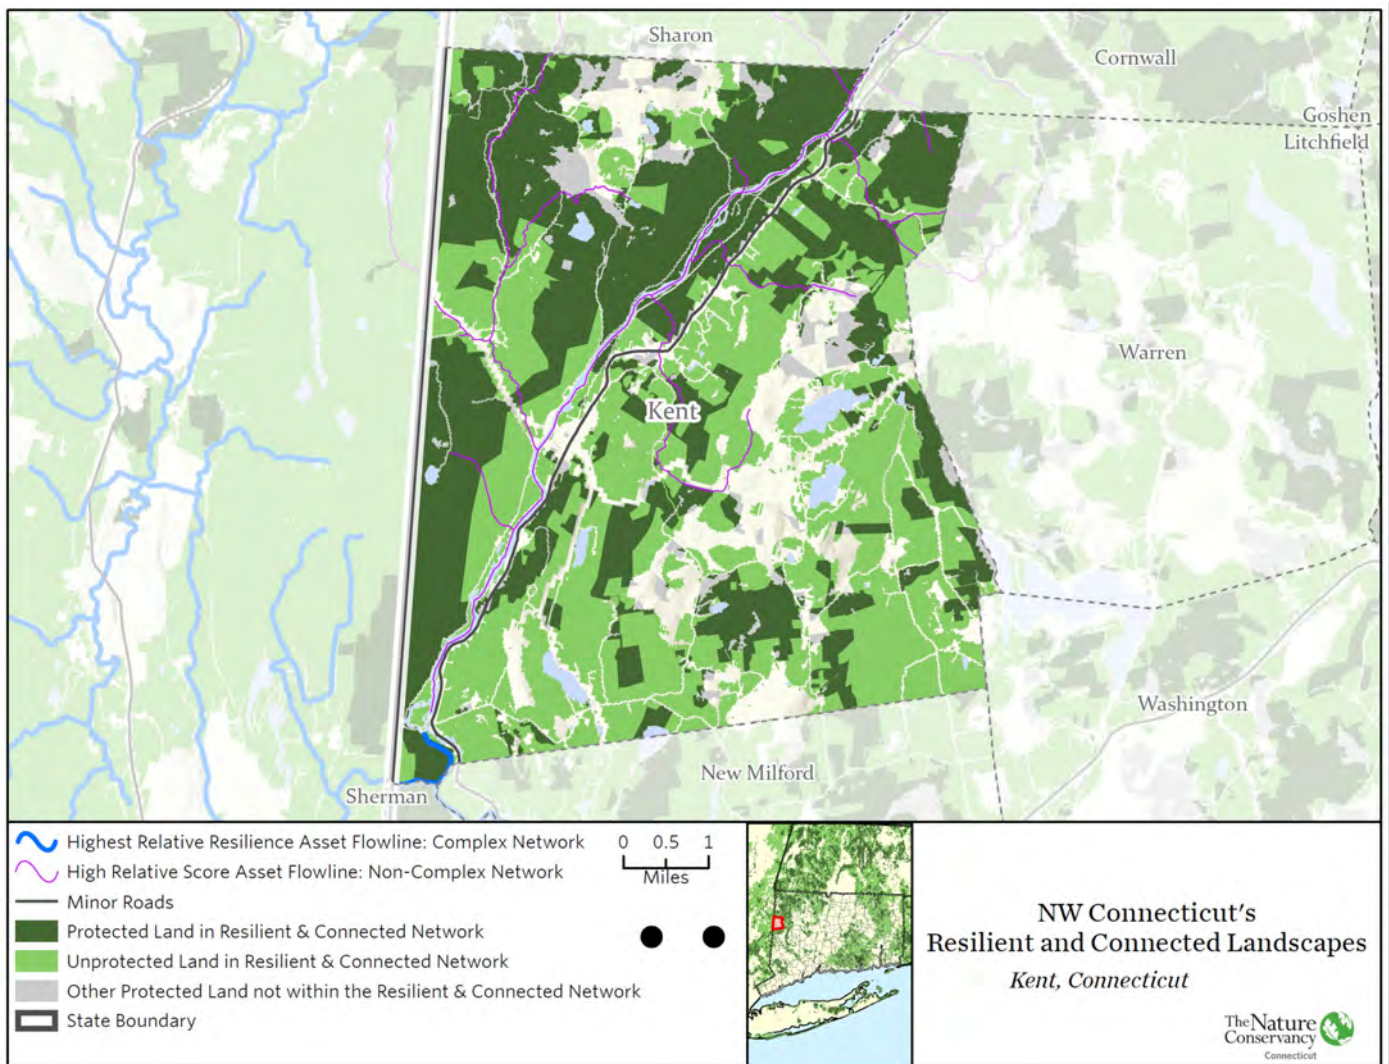 Sharon
Cornwall
Goshen
Litchfield
Warren
Kent
Washington
New Milford
Sherman
Highest Relative Resilience Asset Flowline: Complex Network
High Relative Score Asset Flowline: Non-Complex Network
Minor Roads
Protected Land in Resilient & Connected Network
Unprotected Land in Resilient & Connected Network
Other Protected Land not within the Resilient & Connected Network
State Boundary
0 0.5 1
Miles
NW Connecticut's
Resilient and Connected Landscapes
Kent, Connecticut
The Nature
Conservancy
Connecticut